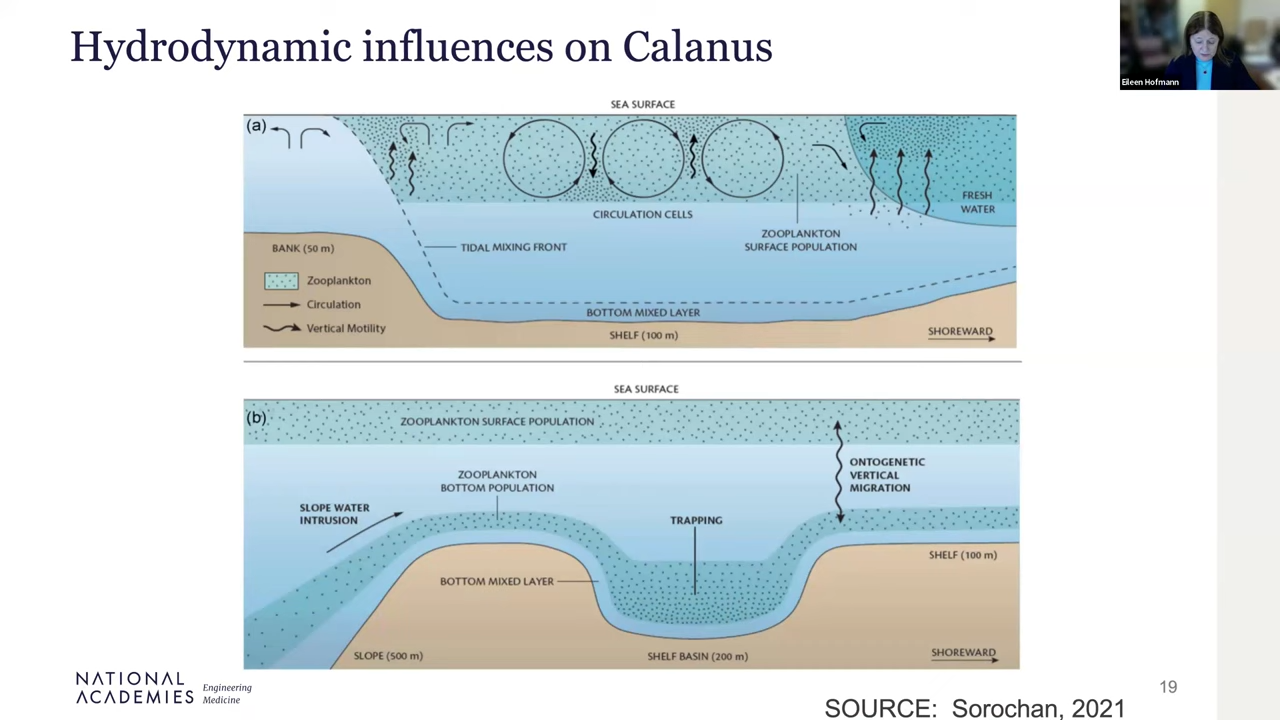 Hydrodynamic influences on Calanus
Eileen Hofmann
SEA SURFACE
(a)
FRESH
WATER
CIRCULATION CELLS
ZOOPLANKTON
SURFACE POPULATION
BANK (50 m)
TIDAL MIXING FRONT
Zooplankton
Circulation
Vertical Motility
BOTTOM MIXED LAYER
SHELF (100 m)
SHOREWARD
SEA SURFACE
(b)
ZOOPLANKTON SURFACE POPULATION
ZOOPLANKTON
BOTTOM POPULATION
ONTOGENETIC
VERTICAL
MIGRATION
SLOPE WATER
INTRUSION
TRAPPING
SHELF (100 m)
BOTTOM MIXED LAYER
SLOPE (500 m)
SHELF BASIN (200 m)
SHOREWARD
NATIONAL
ACADEMIES
Engineering
Medicine
19
SOURCE: Sorochan, 2021